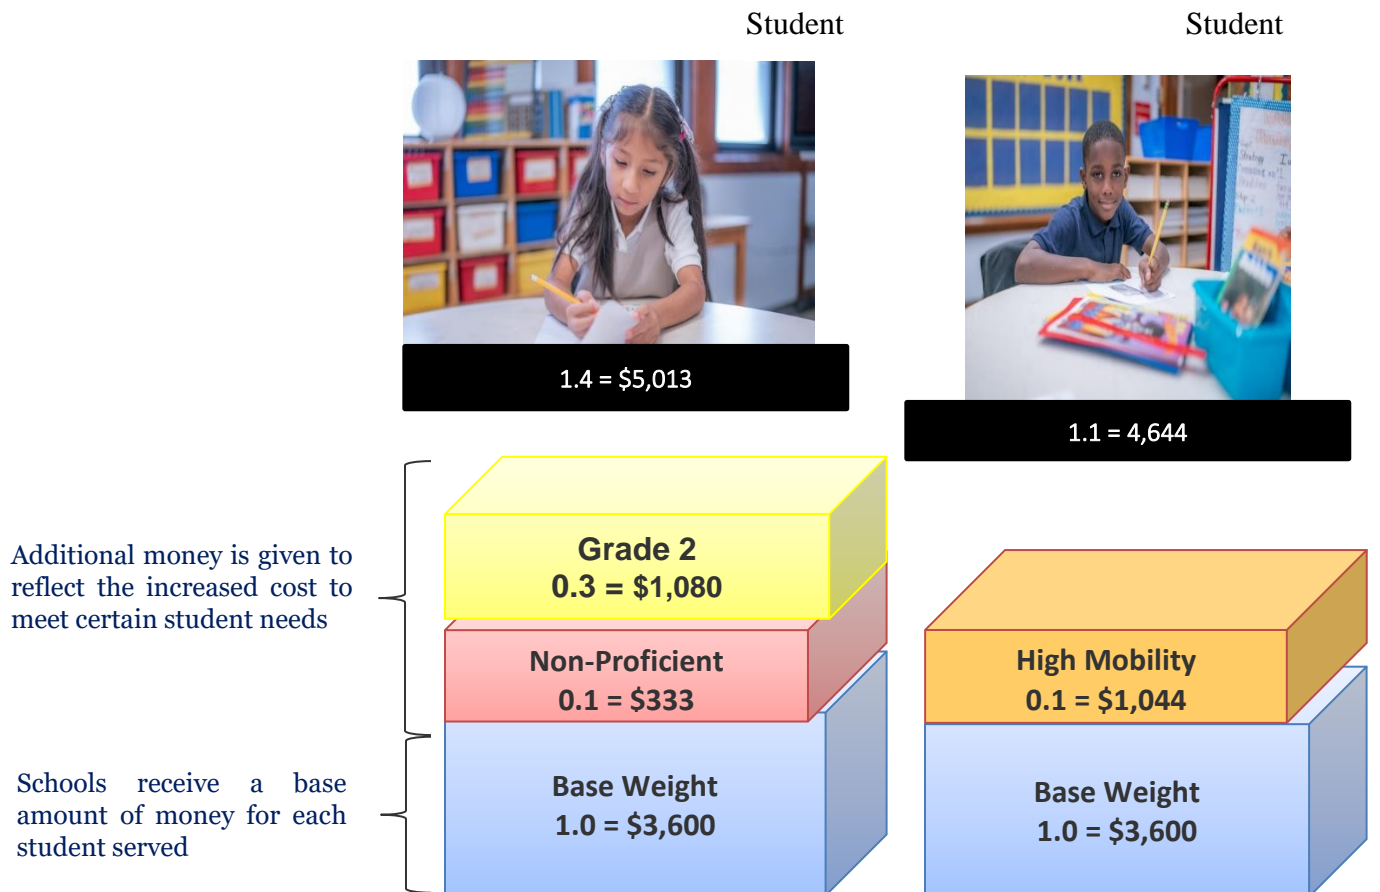 Student
Student
1.4 = $5,013
1.1 = 4,644
Additional money is given to
reflect the increased cost to
meet certain student needs
Grade 2
0.3 = $1,080
Non-Proficient
0.1 = $333
High Mobility
0.1 = $1,044
Schools receive a base
amount of money for each
student served
Base Weight
1.0 = $3,600
Base Weight
1.0 = $3,600